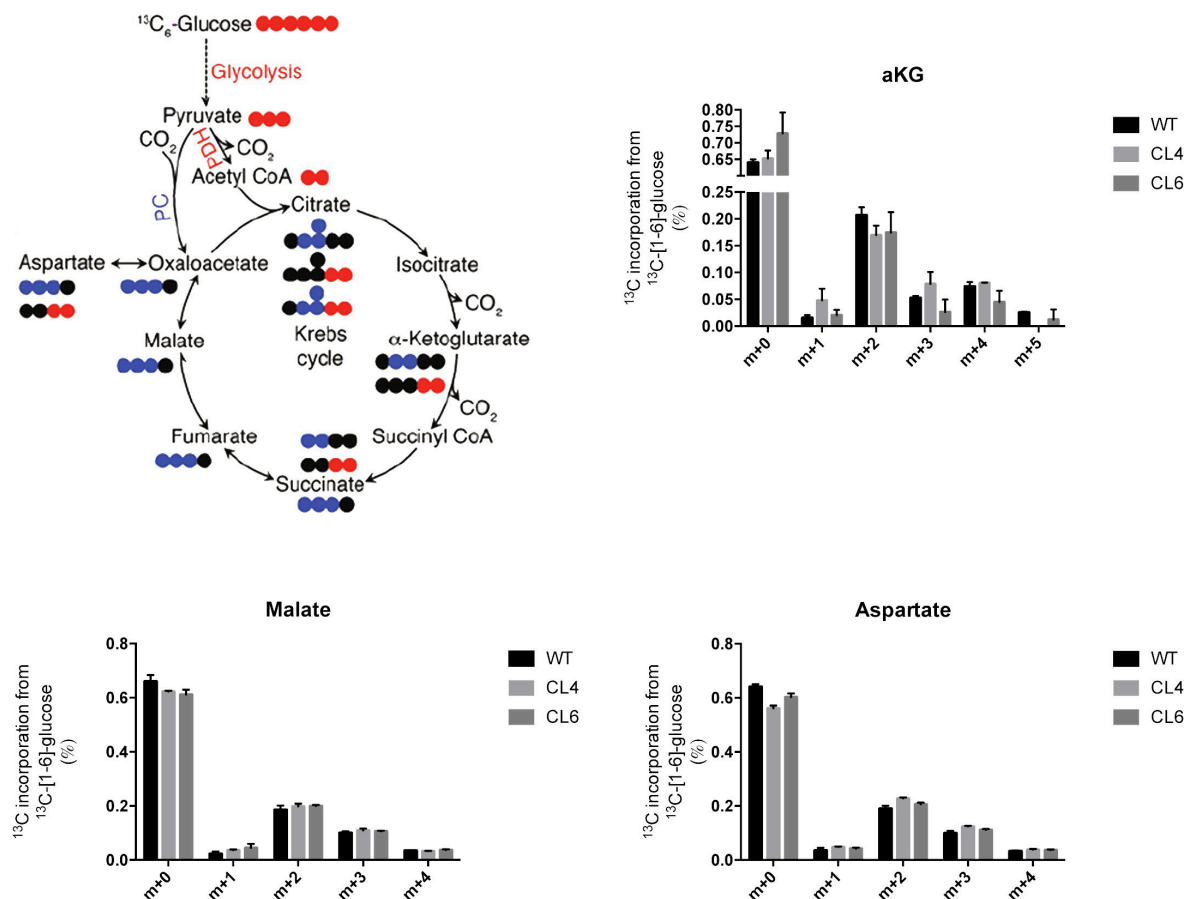 ¹³C₆-Glucose
Glycolysis
Pyruvate
CO₂
PDH
CO₂
Acetyl CoA
PC
Citrate
Aspartate
Oxaloacetate
Isocitrate
CO₂
Krebs
cycle
Malate
α-Ketoglutarate
CO₂
Fumarate
Succinyl CoA
Succinate
aKG
¹³C incorporation from
¹³C-[1-6]-glucose
(%)
0.80
0.75
0.70
0.65
0.25
0.20
0.15
0.10
0.05
0.00
m+0
m+1
m+2
m+3
m+4
m+5
WT
CL4
CL6
Malate
¹³C incorporation from
¹³C-[1-6]-glucose
(%)
0.8
0.6
0.4
0.2
0.0
m+0
m+1
m+2
m+3
m+4
WT
CL4
CL6
Aspartate
¹³C incorporation from
¹³C-[1-6]-glucose
(%)
0.8
0.6
0.4
0.2
0.0
m+0
m+1
m+2
m+3
m+4
WT
CL4
CL6